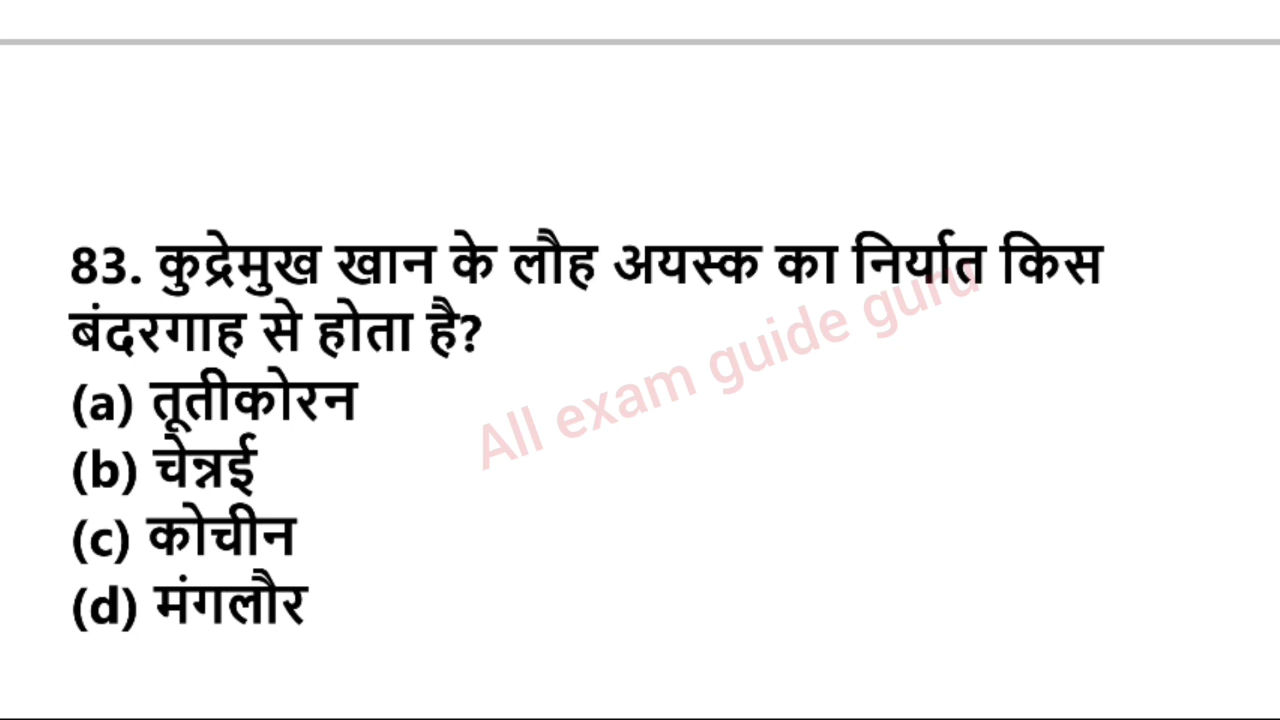 83. कुद्रेमुख खान के लौह अयस्क का निर्यात किस
बंदरगाह से होता है?
(a) तूतीकोरन
(b) चेन्नई
(c) कोचीन
(d) मंगलौर
All exam guide guru